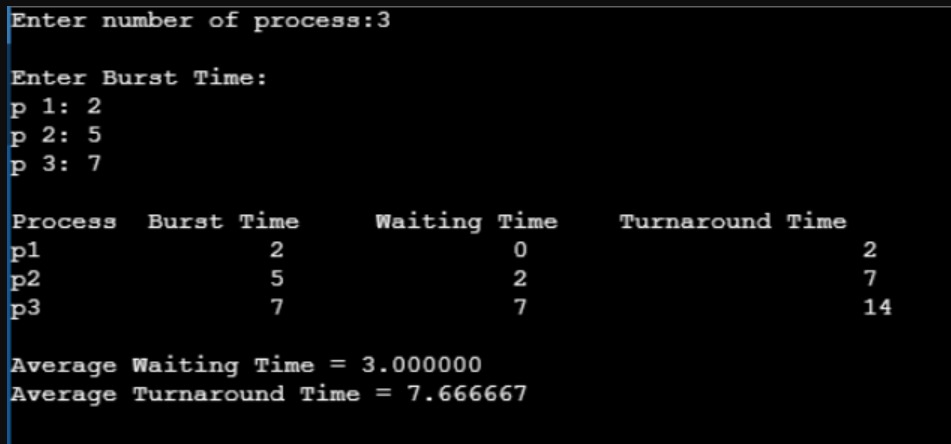 Enter number of process:3
Enter Burst Time:
p 1: 2
p 2: 5
p 3: 7
Process Burst Time Waiting Time Turnaround Time
p1 2 0 2
p2 5 2 7
p3 7 7 14
Average Waiting Time = 3.000000
Average Turnaround Time = 7.666667